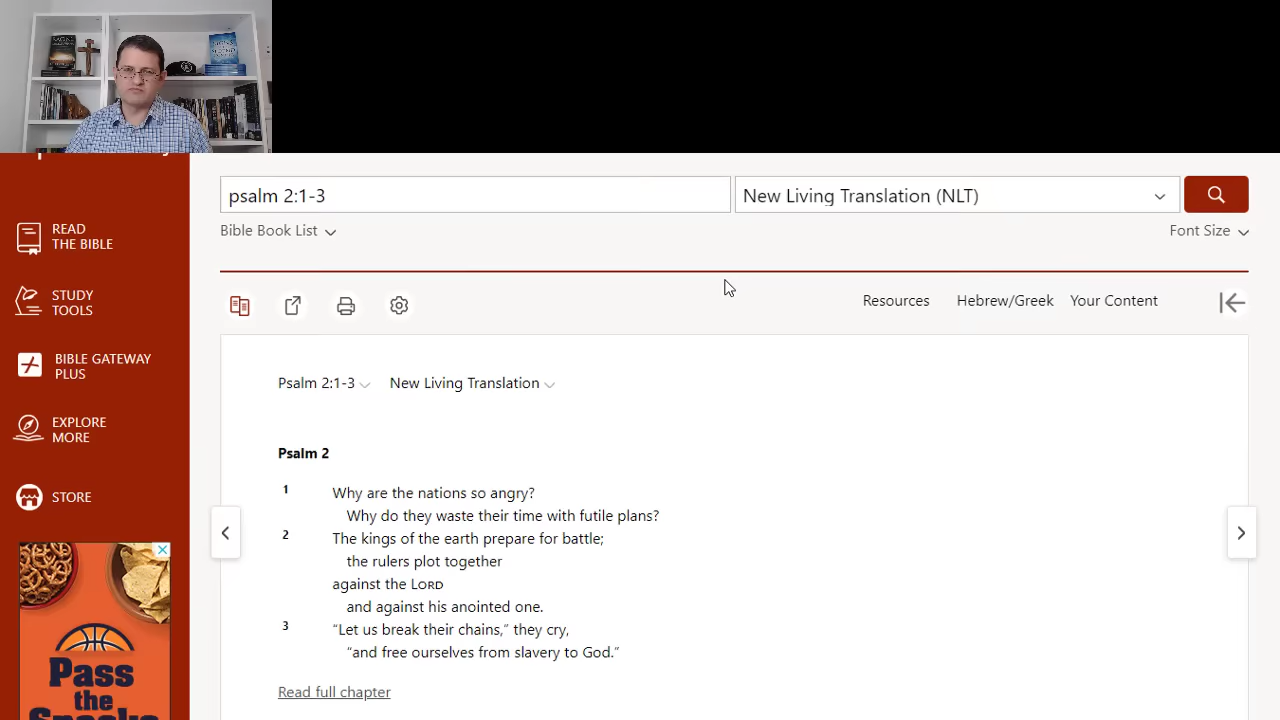 psalm 2:1-3
New Living Translation (NLT)
Bible Book List
Font Size
READ
THE BIBLE
STUDY
TOOLS
BIBLE GATEWAY
PLUS
EXPLORE
MORE
STORE
Pass
the
Resources
Hebrew/Greek
Your Content
Psalm 2:1-3
New Living Translation
Psalm 2
1 Why are the nations so angry?
Why do they waste their time with futile plans?
2 The kings of the earth prepare for battle;
the rulers plot together
against the LORD
and against his anointed one.
3 “Let us break their chains,” they cry,
“and free ourselves from slavery to God.”
Read full chapter